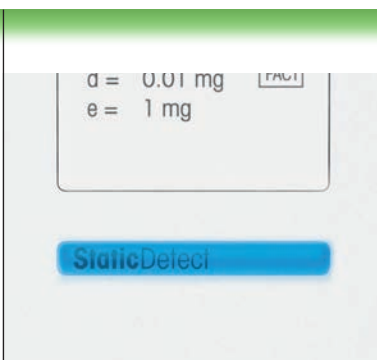 d = 0.01 mg FACT
e = 1 mg
StaticDetect